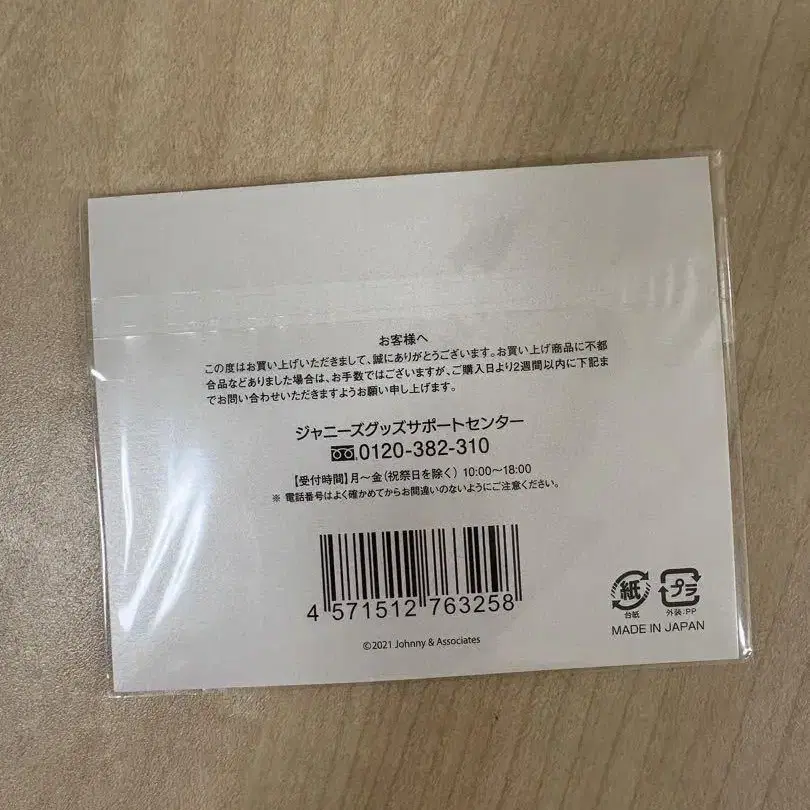 お客様へ
この度はお買い上げいただきまして、誠にありがとうございます。お買い上げ商品に不都
合品などありました場合は、お手数ではございますが、ご購入日より2週間以内に下記ま
でお問い合わせいただきますようお願い申し上げます。
ジャニーズグッズサポートセンター
0120-382-310
【受付時間】月～金(祝祭日を除く) 10:00～18:00
※ 電話番号はよく確かめてからお間違いのないようにご注意ください。
4 571512 763258
©2021 Johnny & Associates
紙 プラ
台紙 外装:PP
MADE IN JAPAN